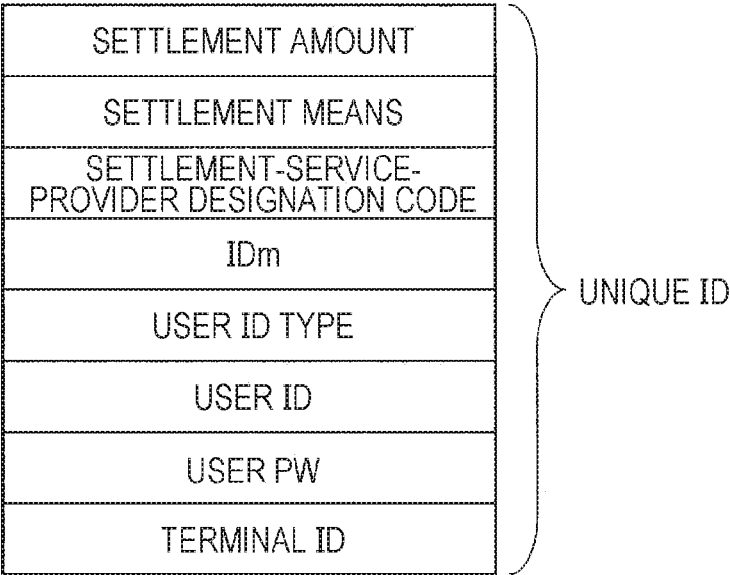 SETTLEMENT AMOUNT
SETTLEMENT MEANS
SETTLEMENT-SERVICE-
PROVIDER DESIGNATION CODE
IDm
USER ID TYPE
USER ID
USER PW
TERMINAL ID
UNIQUE ID